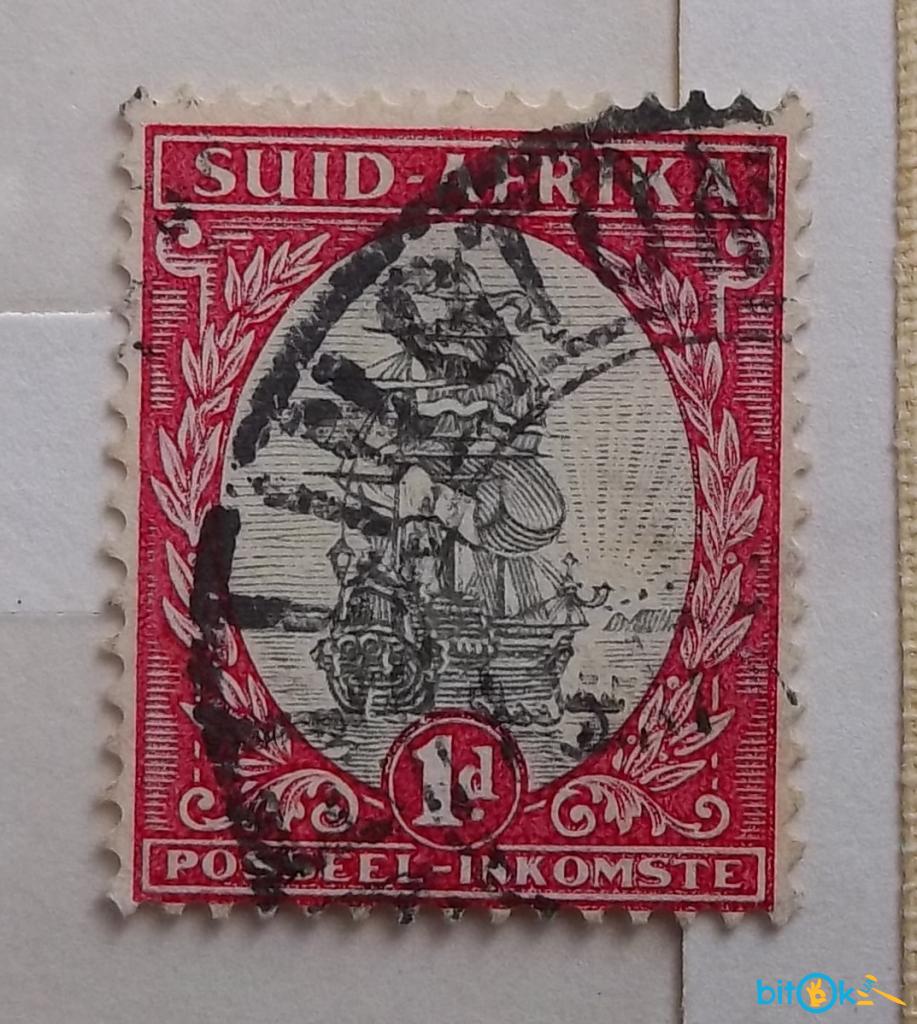 SUID-AFRIKA
1d
POSSEEL-INKOMSTE
bitok